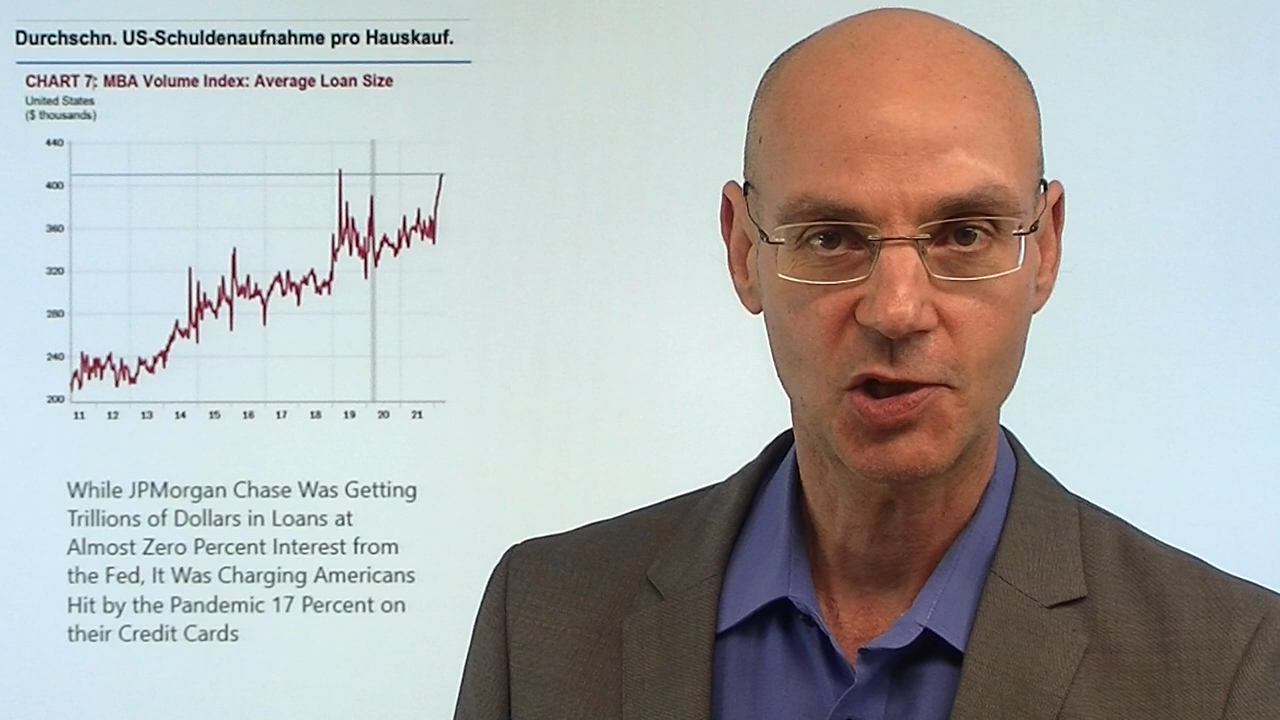 Durchschn. US-Schuldenaufnahme pro Hauskauf.
CHART 7: MBA Volume Index: Average Loan Size
United States
($ thousands)
440
400
360
320
280
240
200
11 12 13 14 15 16 17 18 19 20 21
While JPMorgan Chase Was Getting
Trillions of Dollars in Loans at
Almost Zero Percent Interest from
the Fed, It Was Charging Americans
Hit by the Pandemic 17 Percent on
their Credit Cards